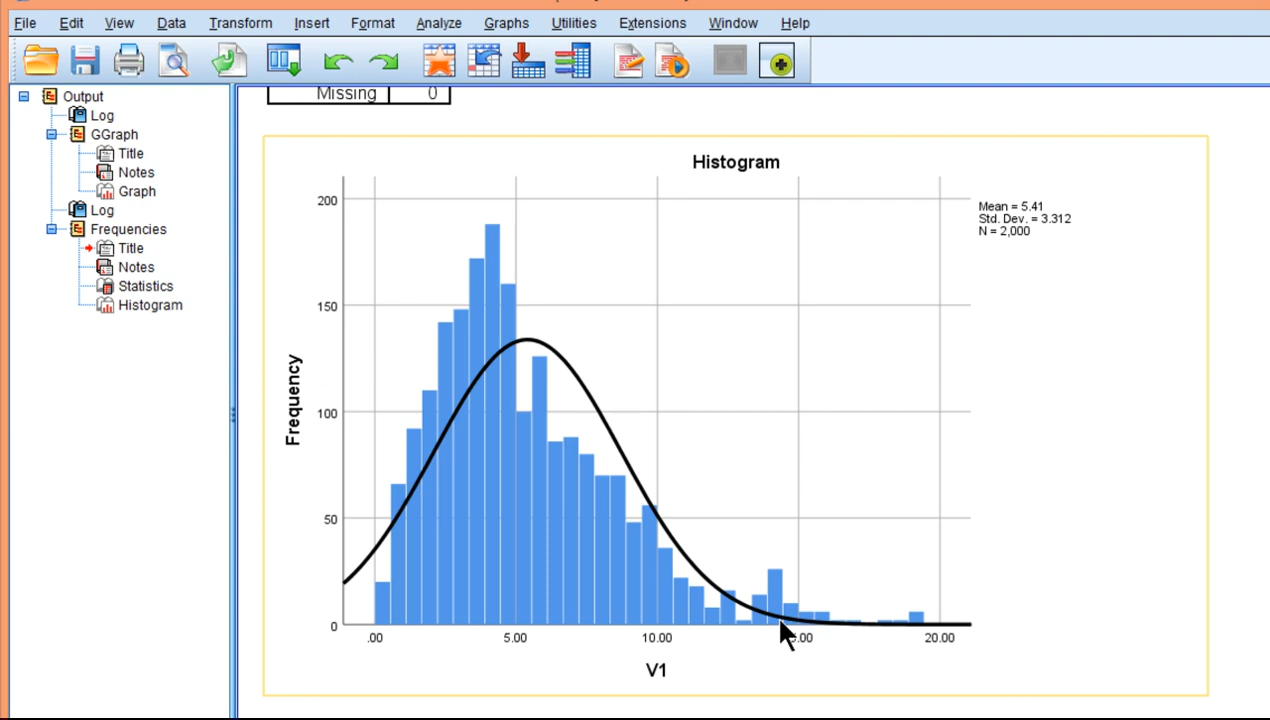 File Edit View Data Transform Insert Format Analyze Graphs Utilities Extensions Window Help
Output
Log
GGraph
Title
Notes
Graph
Log
Frequencies
Title
Notes
Statistics
Histogram
Missing 0
Histogram
Mean = 5.41
Std. Dev. = 3.312
N = 2,000
Frequency
200
150
100
50
0
.00 5.00 10.00 20.00
V1